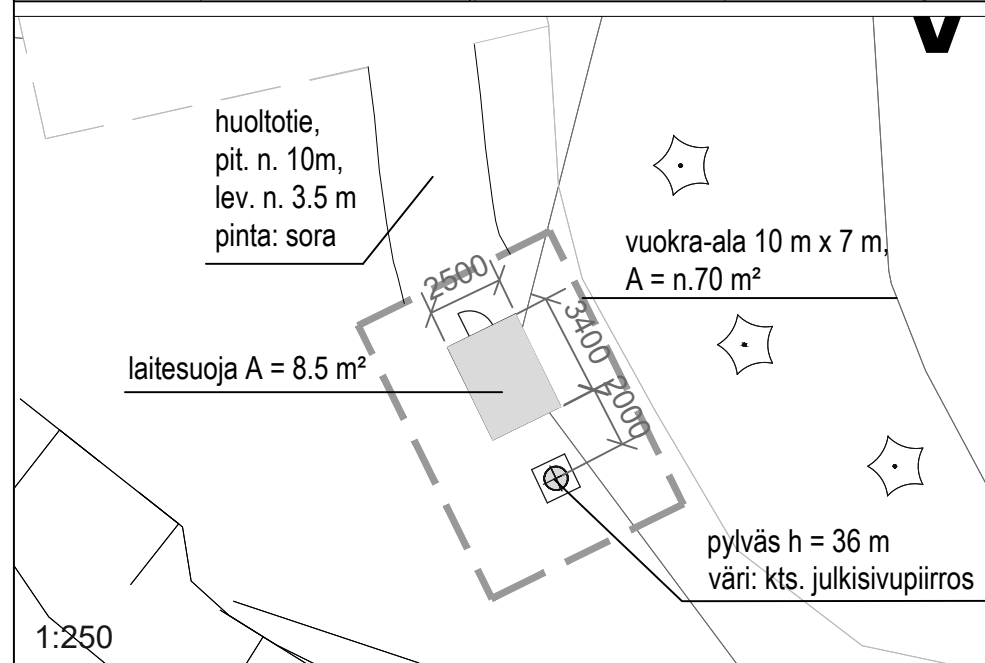 huoltotie,
pit. n. 10m,
lev. n. 3.5 m
pinta: sora
vuokra-ala 10 m x 7 m,
A = n.70 m²
2500
3400
2000
laitesuoja A = 8.5 m²
pylväs h = 36 m
väri: kts. julkisivupiirros
1:250